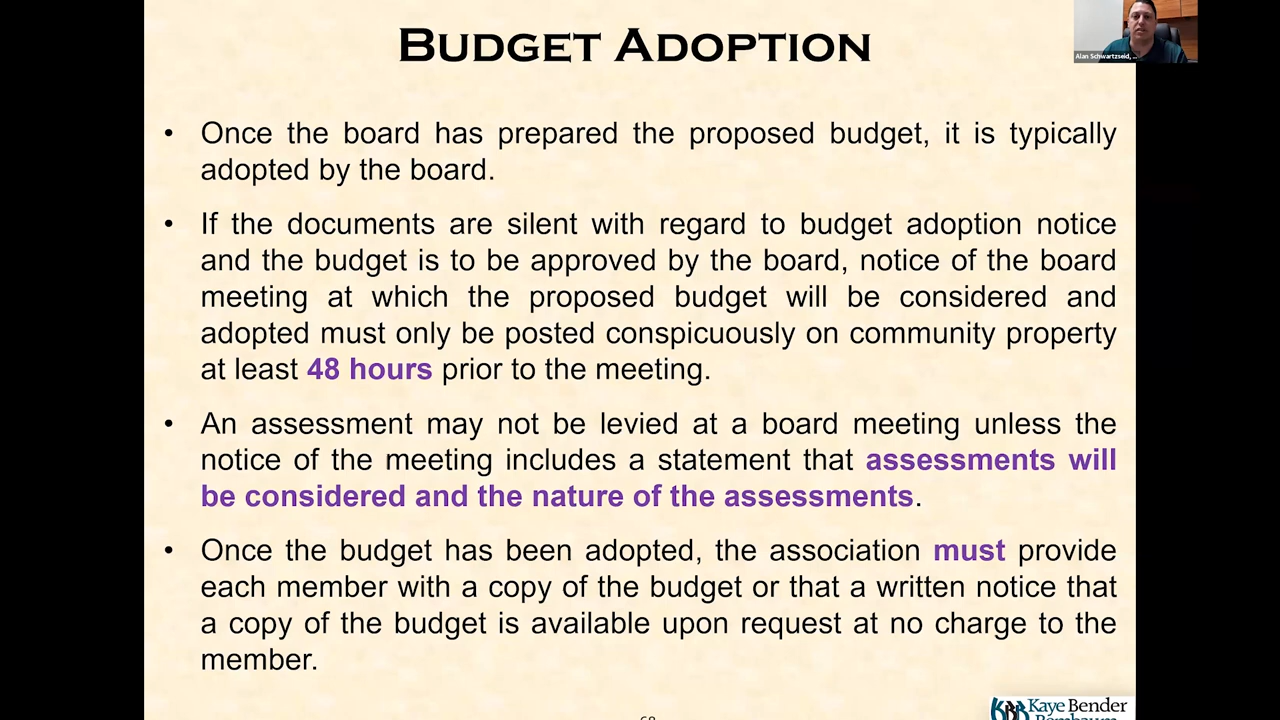 BUDGET ADOPTION
Alan Schwartzseid, ...
• Once the board has prepared the proposed budget, it is typically
adopted by the board.
• If the documents are silent with regard to budget adoption notice
and the budget is to be approved by the board, notice of the board
meeting at which the proposed budget will be considered and
adopted must only be posted conspicuously on community property
at least 48 hours prior to the meeting.
• An assessment may not be levied at a board meeting unless the
notice of the meeting includes a statement that assessments will
be considered and the nature of the assessments.
• Once the budget has been adopted, the association must provide
each member with a copy of the budget or that a written notice that
a copy of the budget is available upon request at no charge to the
member.
KBR Kaye Bender